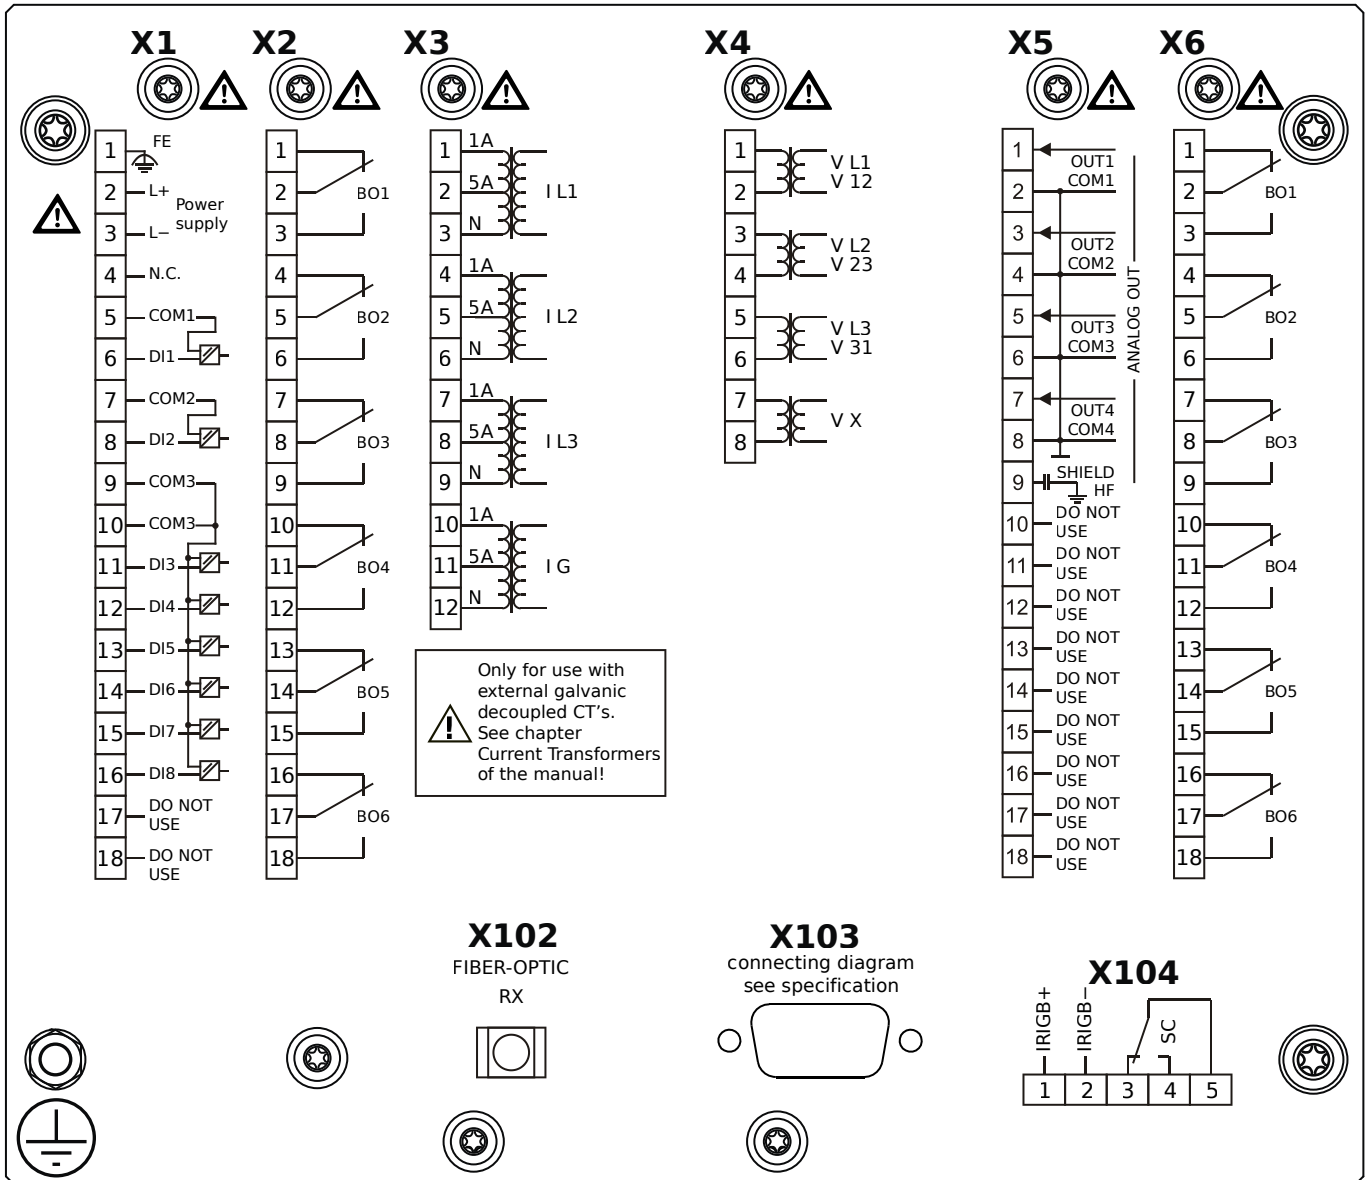 X1 X2 X3 X4 X5 X6
1 FE
2 L+
Power
supply
3 L−
4 N.C.
5 COM1
6 DI1
7 COM2
8 DI2
9 COM3
10 COM3
11 DI3
12 DI4
13 DI5
14 DI6
15 DI7
16 DI8
17 DO NOT
USE
18 DO NOT
USE
1
2 BO1
3
4
5 BO2
6
7
8 BO3
9
10
11 BO4
12
13
14 BO5
15
16
17 BO6
18
1 1A
2 5A I L1
3 N
4 1A
5 5A I L2
6 N
7 1A
8 5A I L3
9 N
10 1A
11 5A I G
12 N
Only for use with
external galvanic
decoupled CT's.
See chapter
Current Transformers
of the manual!
1 V L1
2 V 12
3 V L2
4 V 23
5 V L3
6 V 31
7 V X
8
1 OUT1
2 COM1
3 OUT2
4 COM2
5 OUT3
6 COM3
7 OUT4
8 COM4
ANALOG OUT
9 SHIELD
HF
10 DO NOT
USE
11 DO NOT
USE
12 DO NOT
USE
13 DO NOT
USE
14 DO NOT
USE
15 DO NOT
USE
16 DO NOT
USE
17 DO NOT
USE
18 DO NOT
USE
1
2 BO1
3
4
5 BO2
6
7
8 BO3
9
10
11 BO4
12
13
14 BO5
15
16
17 BO6
18
X102
FIBER-OPTIC
RX
X103
connecting diagram
see specification
X104
IRIGB+
IRIGB−
SC
1 2 3 4 5